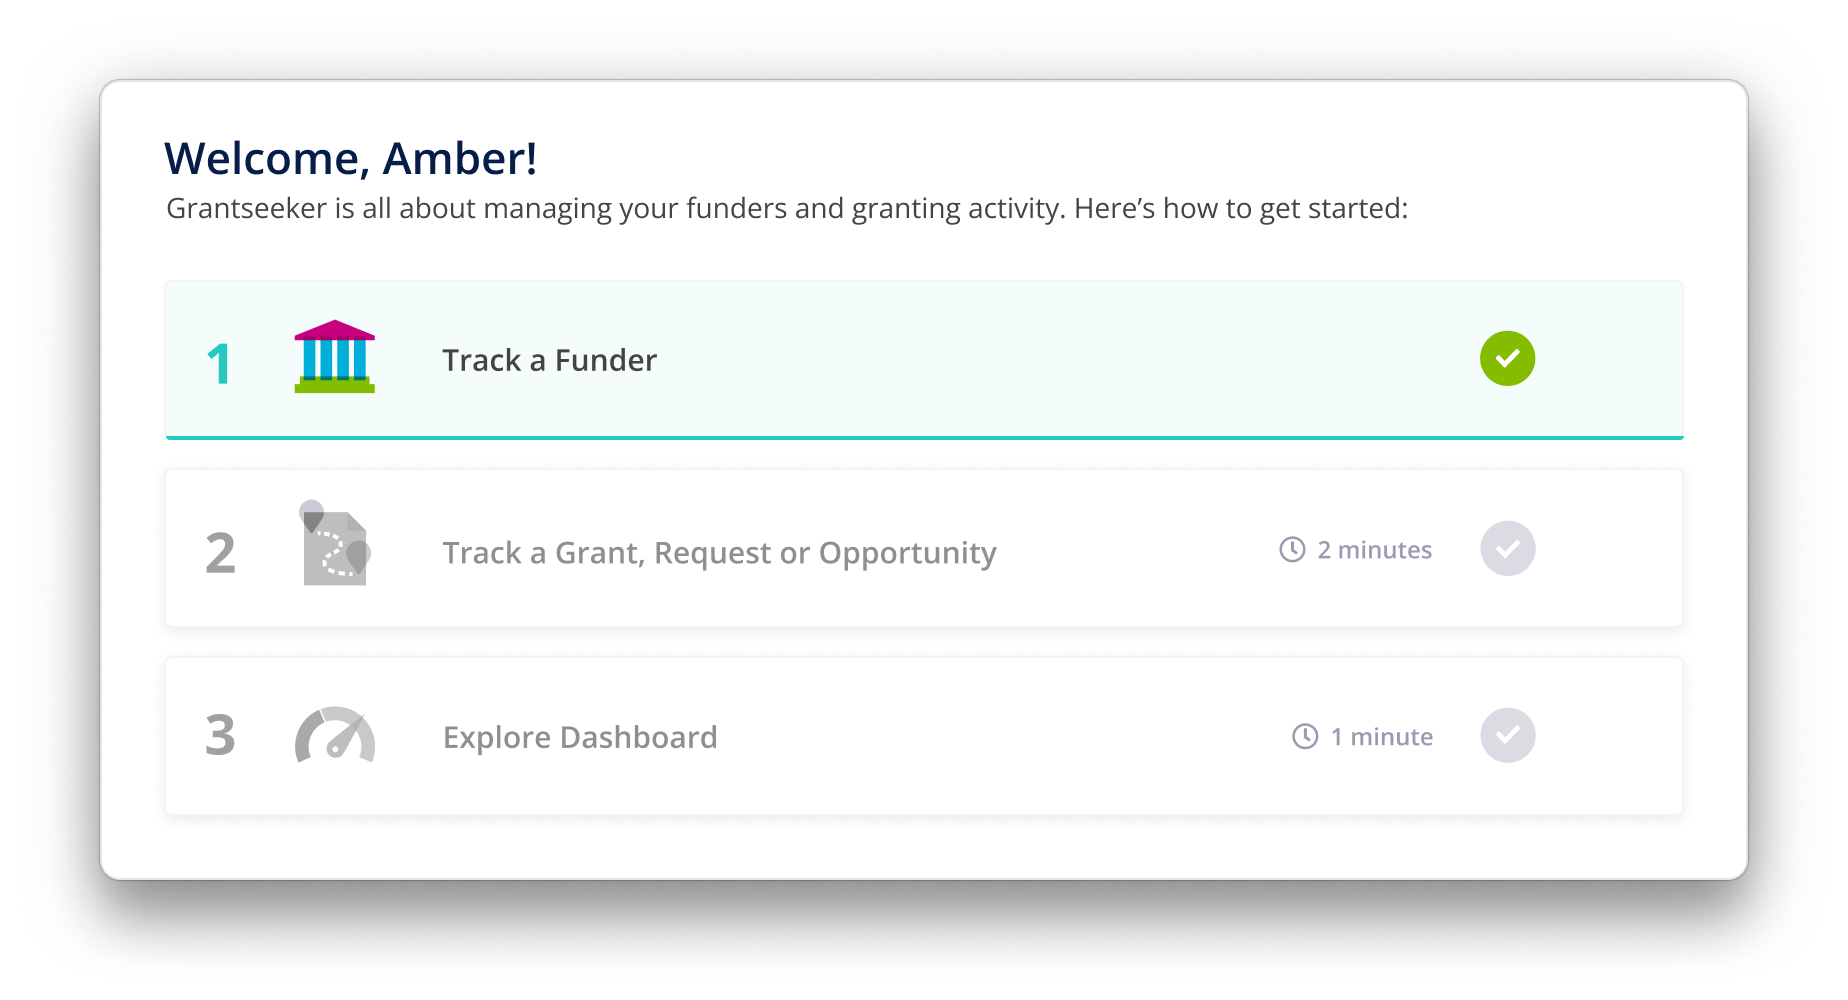 Welcome, Amber!
Grantseeker is all about managing your funders and granting activity. Here’s how to get started:
1 Track a Funder
2 Track a Grant, Request or Opportunity 2 minutes
3 Explore Dashboard 1 minute